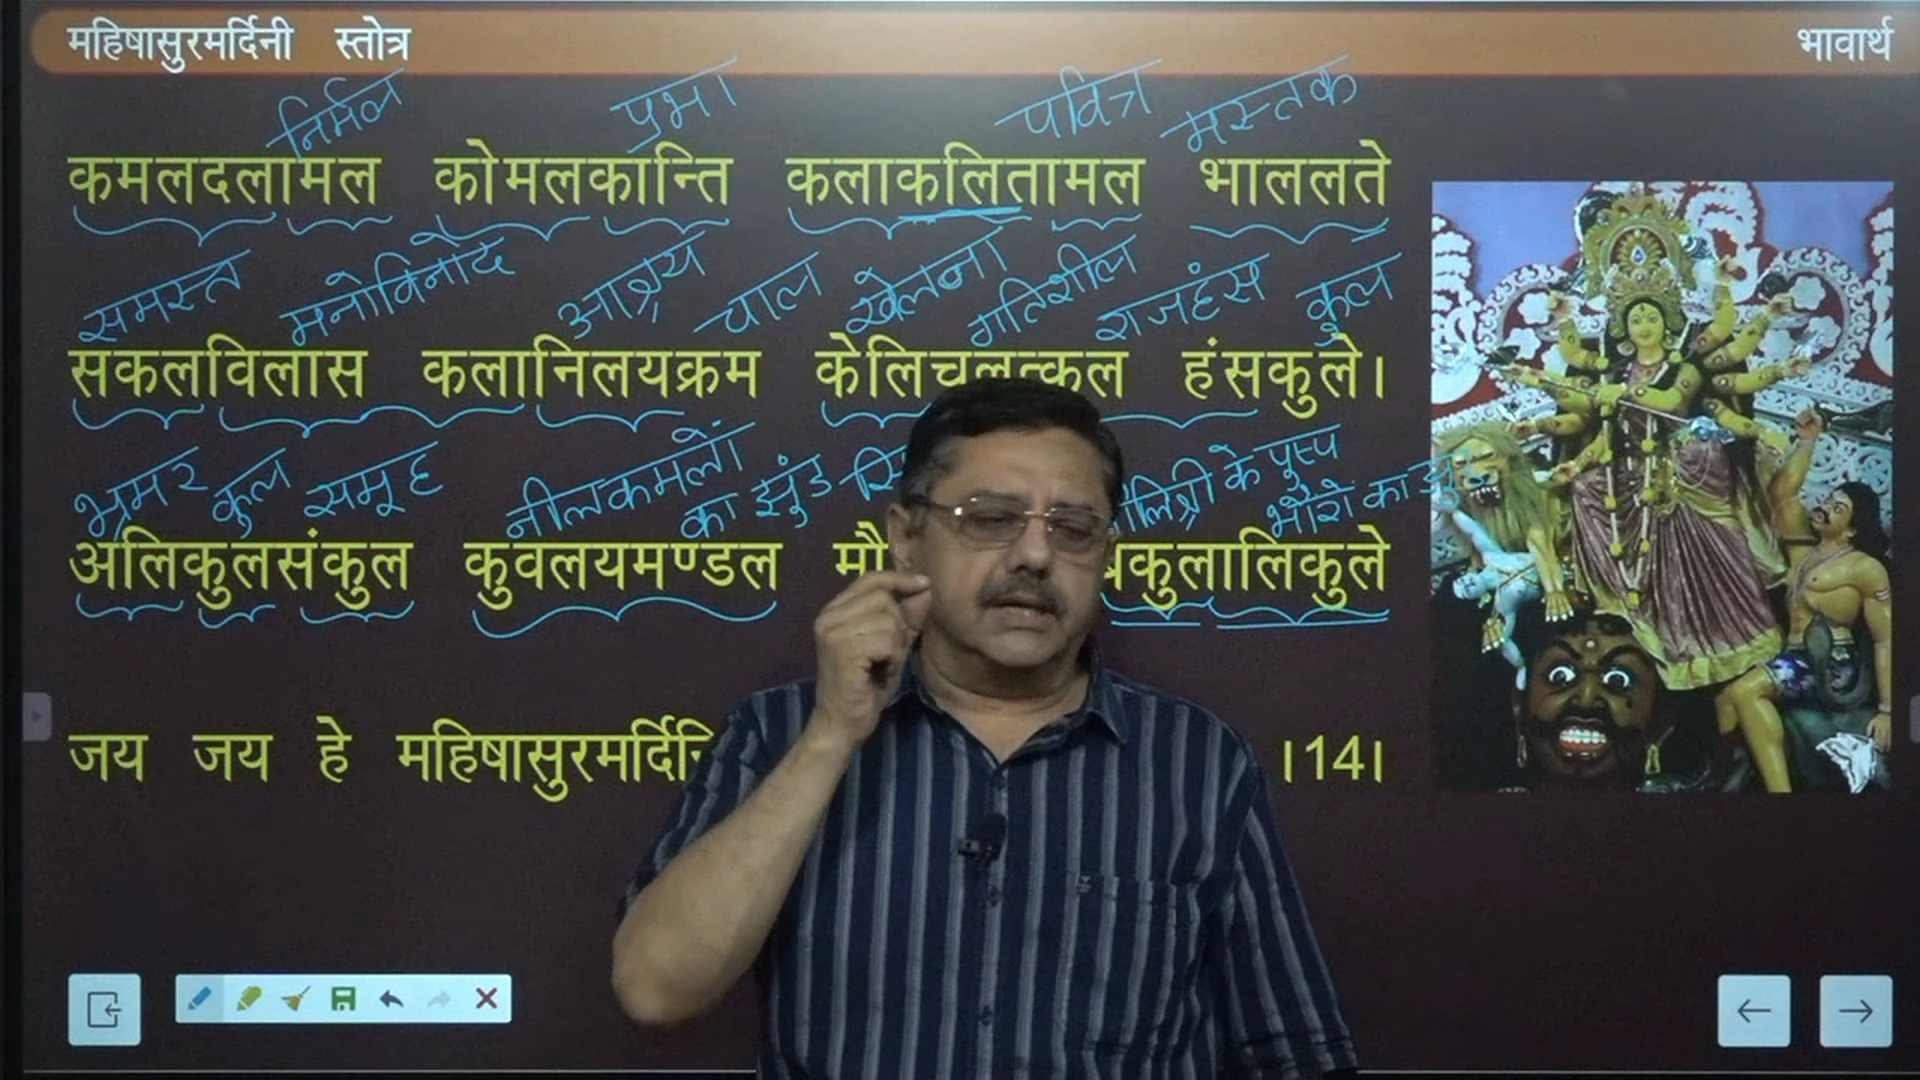 महिषासुरमर्दिनी स्तोत्र भावार्थ
निर्मल प्रभा पवित्र मस्तक
कमलदलामल कोमलकान्ति कलाकलितामल भाललते
समस्त मनोविनोद आश्रय चाल खेलना गतिशील राजहंस कुल
सकलविलास कलानिलयक्रम केलिचलत्कल हंसकुले।
भ्रमर कुल समूह नीलकमलों का झुंड के पुष्प भौरों का
अलिकुलसंकुल कुवलयमण्डल कुलालिकुले
जय जय हे ।14।